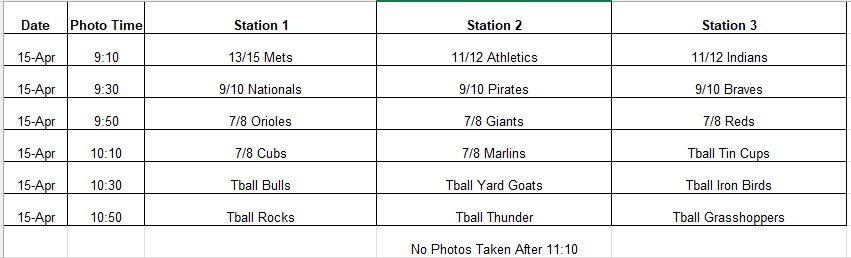 Date Photo Time Station 1 Station 2 Station 3
15-Apr 9:10 13/15 Mets 11/12 Athletics 11/12 Indians
15-Apr 9:30 9/10 Nationals 9/10 Pirates 9/10 Braves
15-Apr 9:50 7/8 Orioles 7/8 Giants 7/8 Reds
15-Apr 10:10 7/8 Cubs 7/8 Marlins Tball Tin Cups
15-Apr 10:30 Tball Bulls Tball Yard Goats Tball Iron Birds
15-Apr 10:50 Tball Rocks Tball Thunder Tball Grasshoppers
No Photos Taken After 11:10